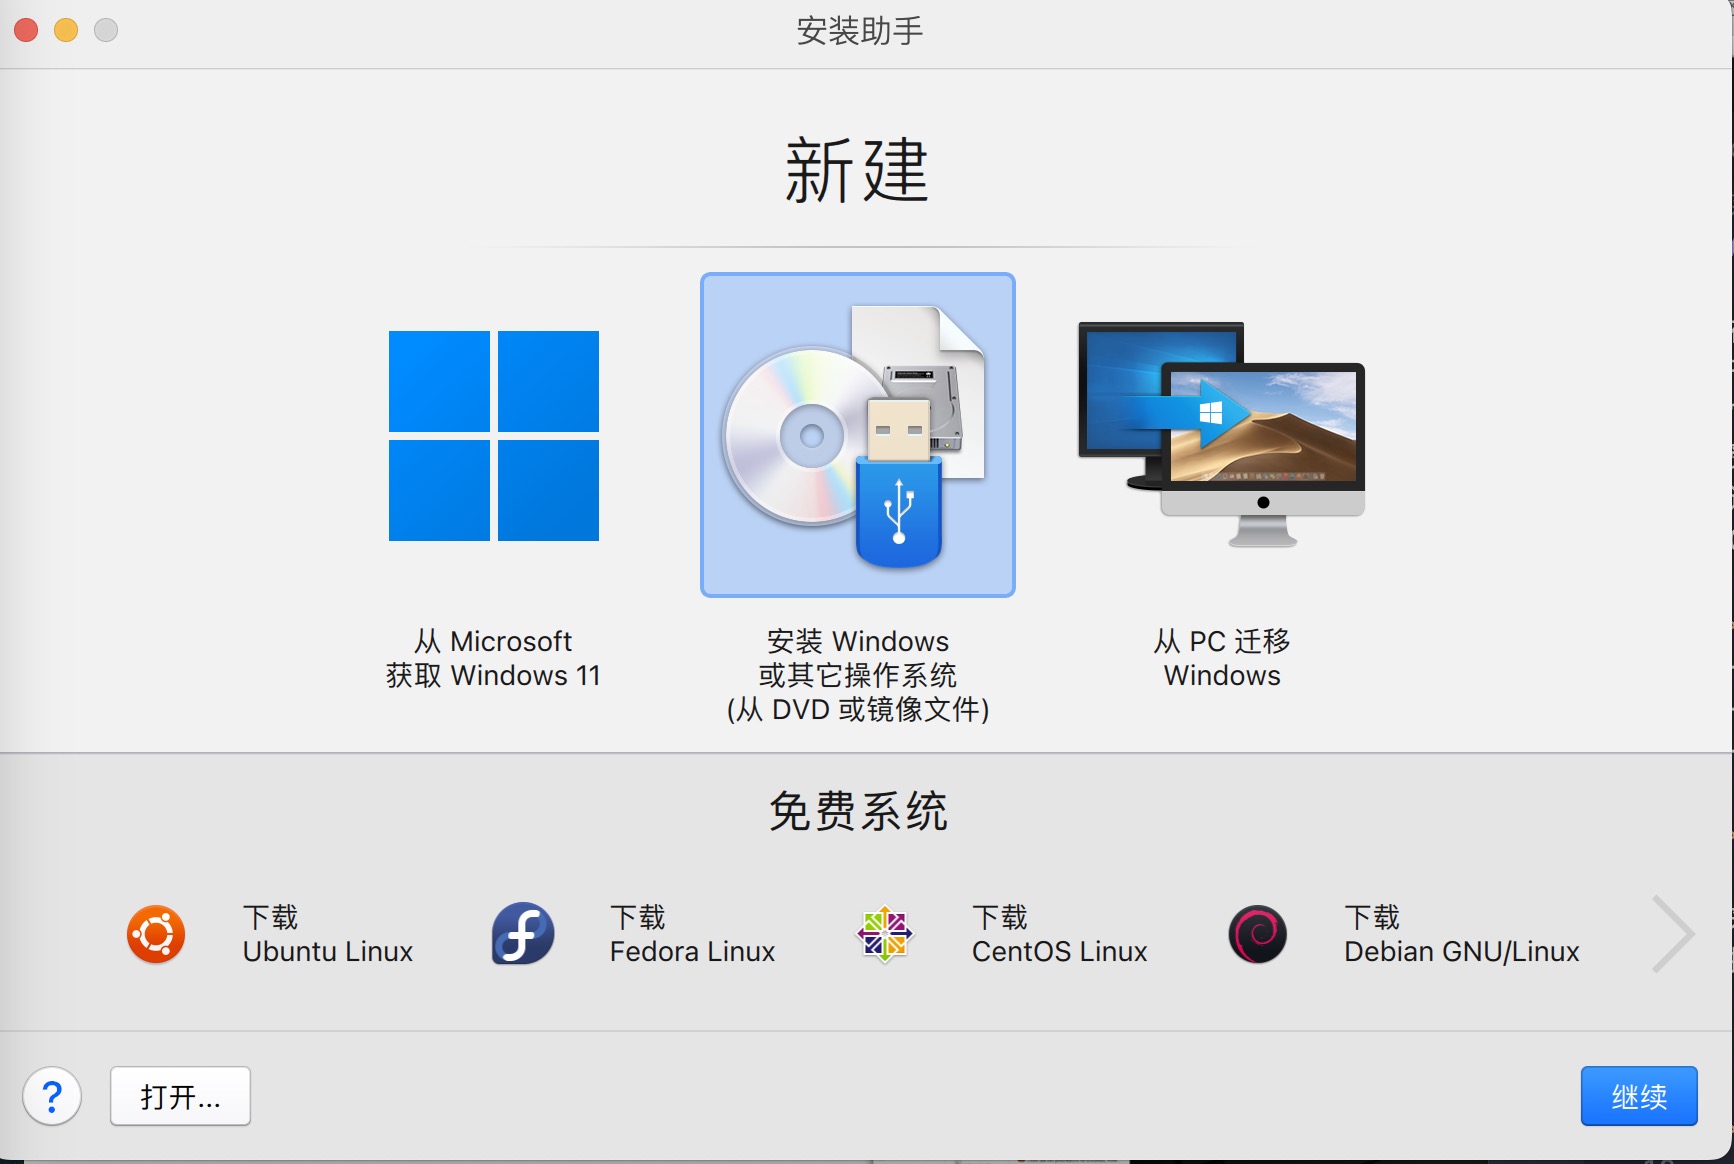 安装助手
新建
从 Microsoft
获取 Windows 11
安装 Windows
或其它操作系统
(从 DVD 或镜像文件)
从 PC 迁移
Windows
免费系统
下载
Ubuntu Linux
下载
Fedora Linux
下载
CentOS Linux
下载
Debian GNU/Linux
?
打开...
继续